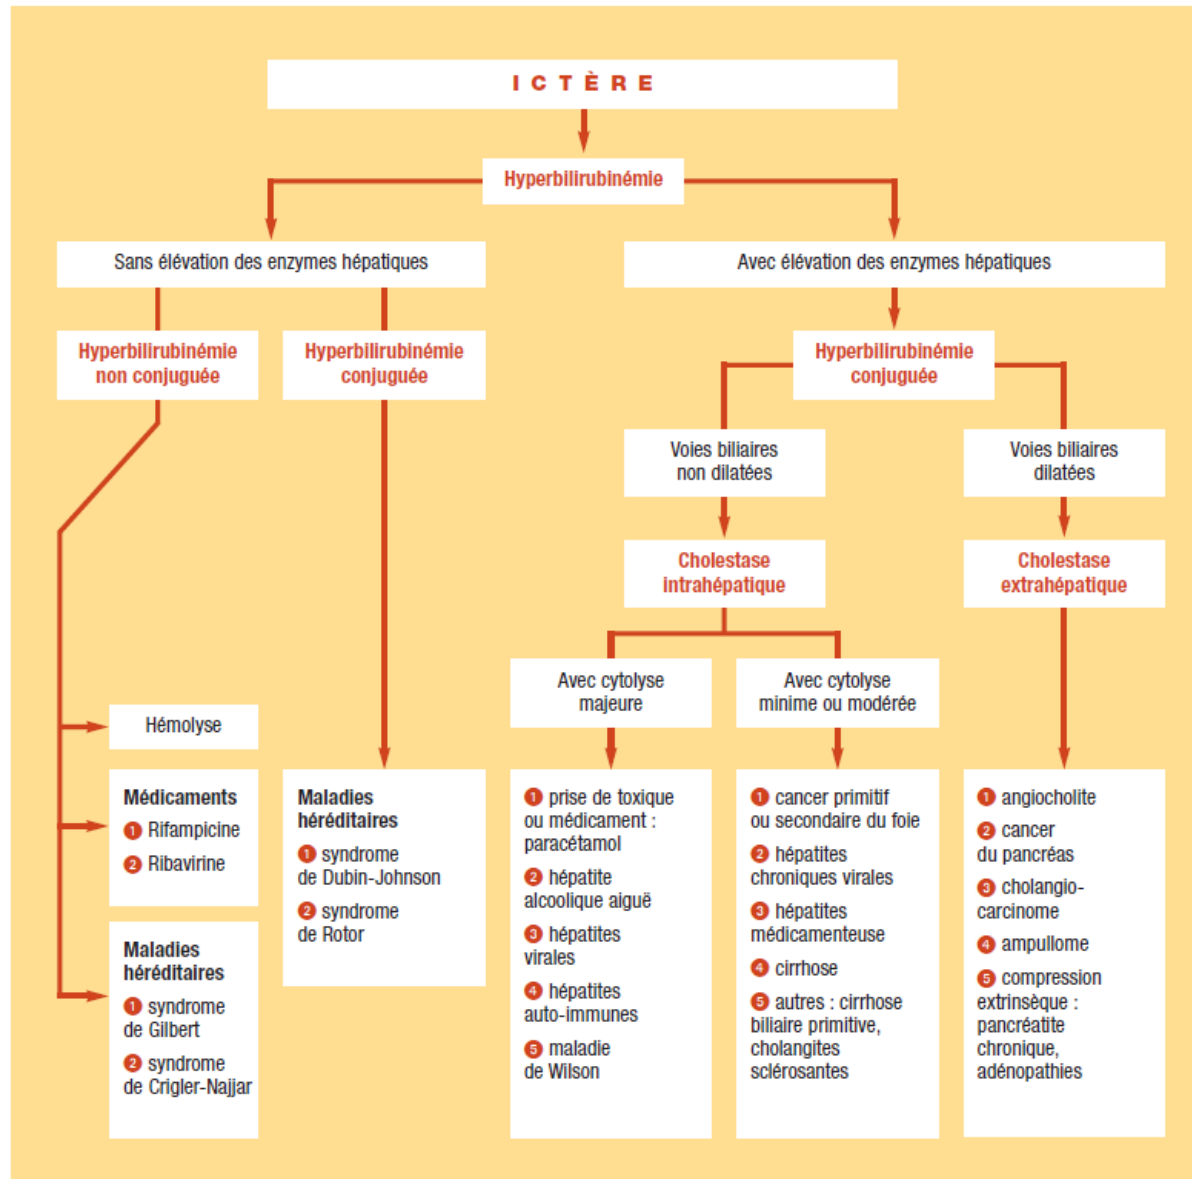 ICTÈRE
Hyperbilirubinémie
Sans élévation des enzymes hépatiques
Avec élévation des enzymes hépatiques
Hyperbilirubinémie
non conjuguée
Hyperbilirubinémie
conjuguée
Hyperbilirubinémie
conjuguée
Voies biliaires
non dilatées
Voies biliaires
dilatées
Cholestase
intrahépatique
Cholestase
extrahépatique
Avec cytolyse
majeure
Avec cytolyse
minime ou modérée
Hémolyse
Médicaments
1 Rifampicine
2 Ribavirine
Maladies
héréditaires
1 syndrome
de Gilbert
2 syndrome
de Crigler-Najjar
Maladies
héréditaires
1 syndrome
de Dubin-Johnson
2 syndrome
de Rotor
1 prise de toxique
ou médicament :
paracétamol
2 hépatite
alcoolique aiguë
3 hépatites
virales
4 hépatites
auto-immunes
5 maladie
de Wilson
1 cancer primitif
ou secondaire du foie
2 hépatites
chroniques virales
3 hépatites
médicamenteuse
4 cirrhose
5 autres : cirrhose
biliaire primitive,
cholangites
sclérosantes
1 angiocholite
2 cancer
du pancréas
3 cholangio-
carcinome
4 ampullome
5 compression
extrinsèque :
pancréatite
chronique,
adénopathies